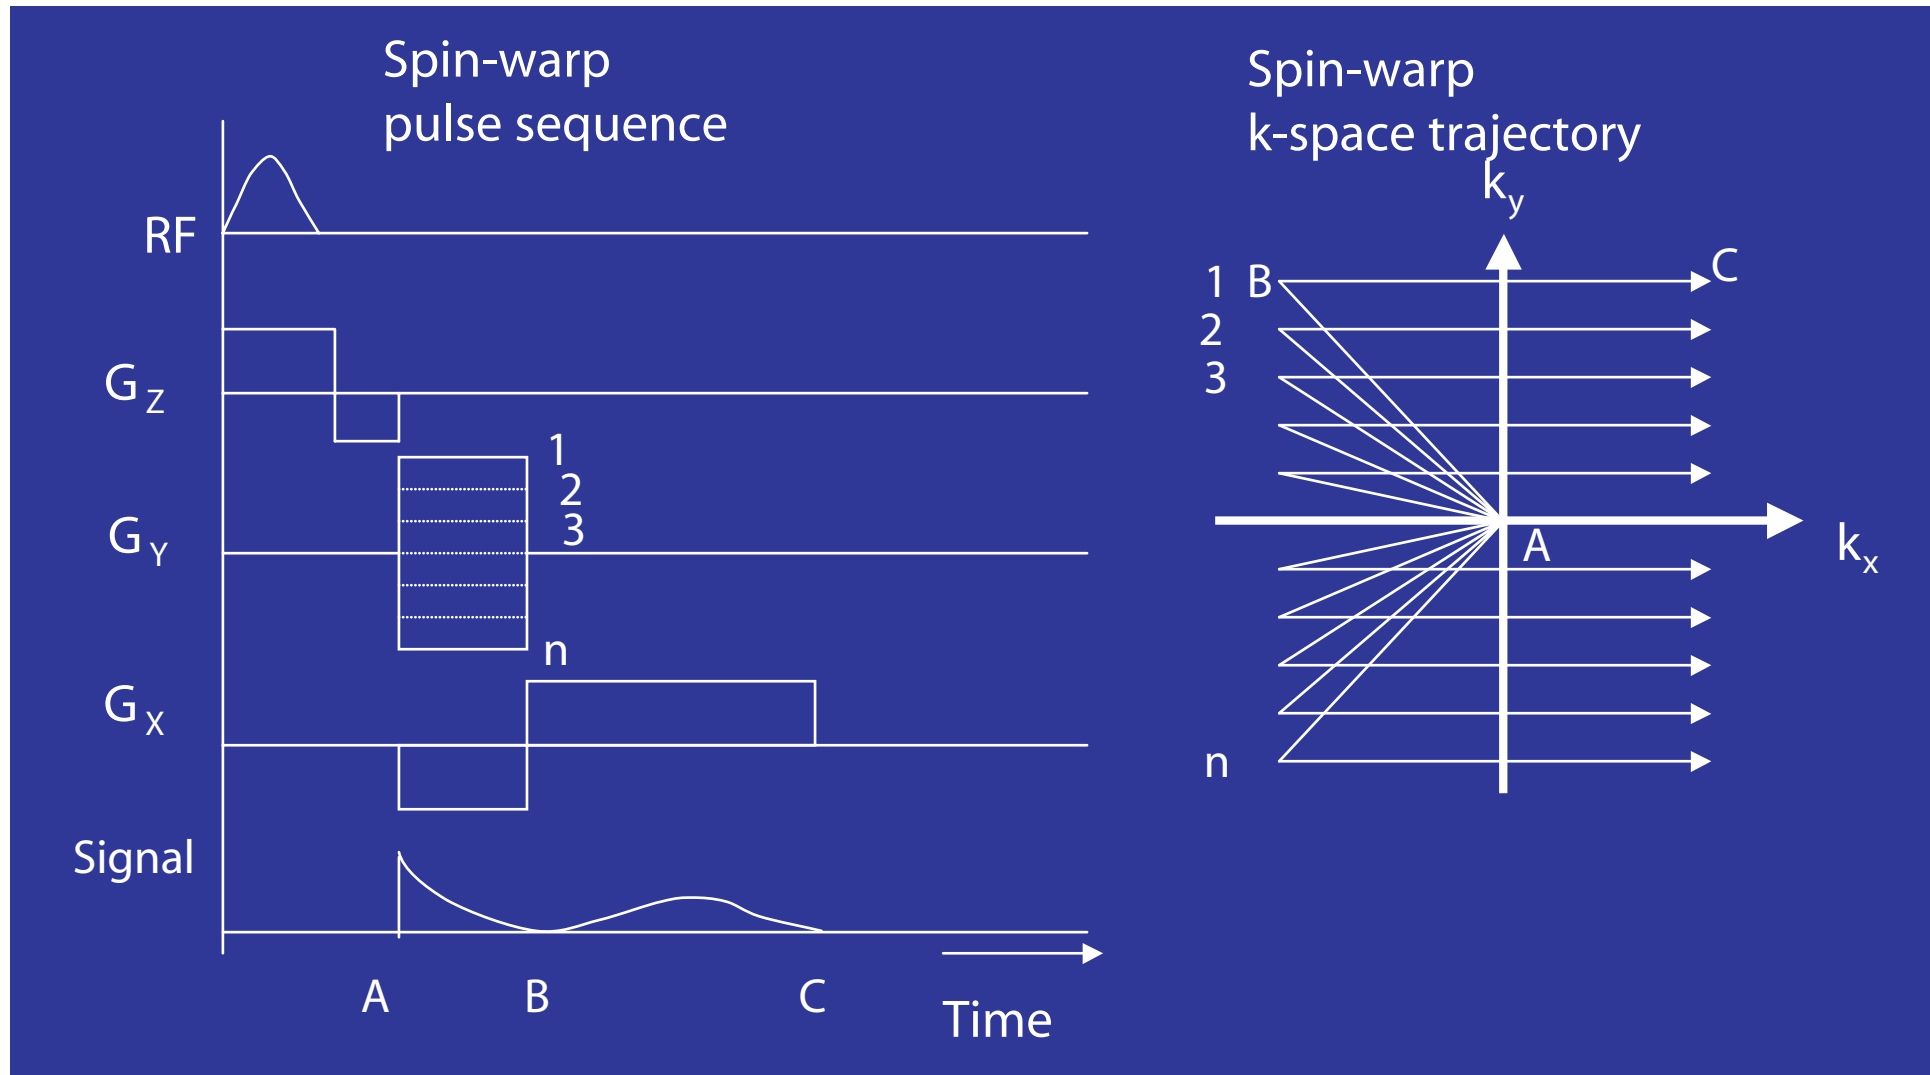 Spin-warp
pulse sequence
RF
G Z
1
2
3
G Y
n
G X
Signal
A B C
Time
Spin-warp
k-space trajectory
ky
1 B C
2
3
A
kx
n